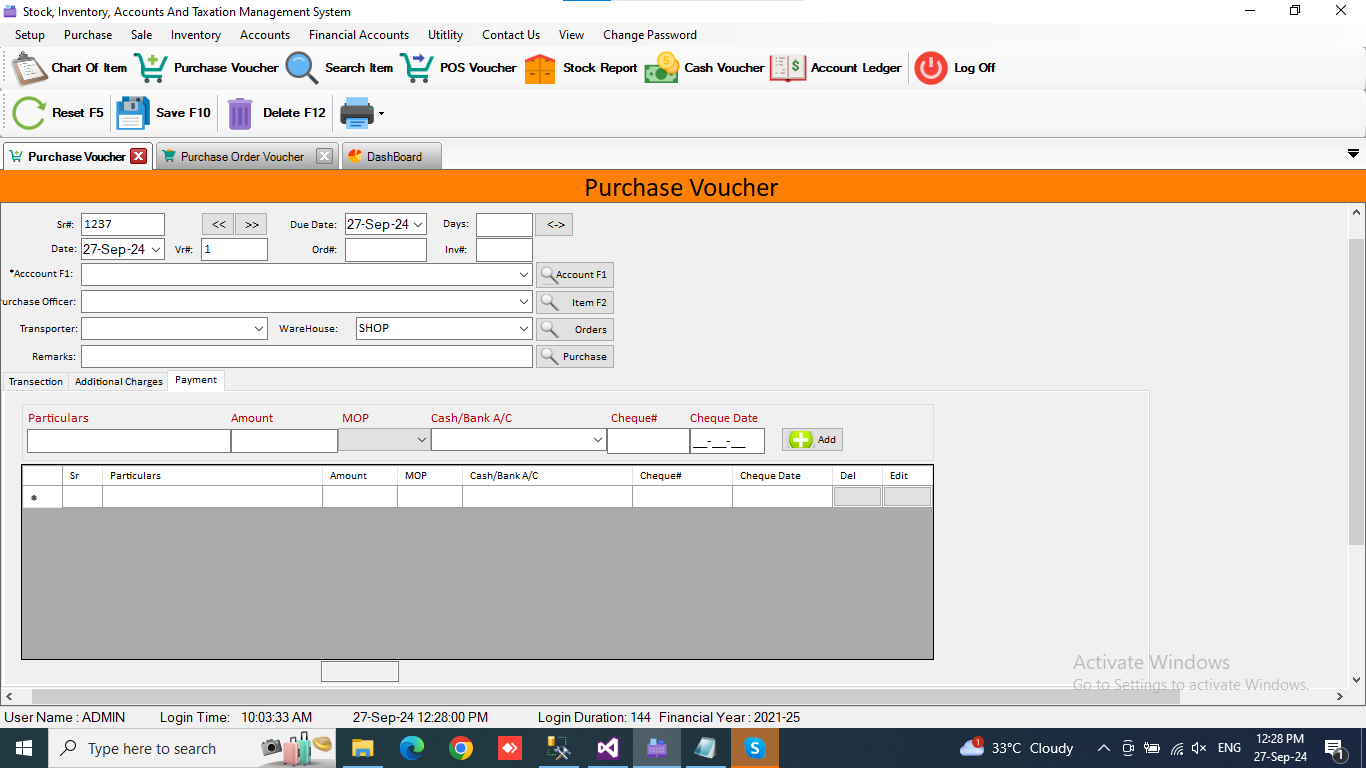 Stock, Inventory, Accounts And Taxation Management System
Setup Purchase Sale Inventory Accounts Financial Accounts Utitlity Contact Us View Change Password
Chart Of Item Purchase Voucher Search Item POS Voucher Stock Report Cash Voucher Account Ledger Log Off
Reset F5 Save F10 Delete F12
Purchase Voucher Purchase Order Voucher DashBoard
Purchase Voucher
Sr#: 1237 << >> Due Date: 27-Sep-24 Days: <->
Date: 27-Sep-24 Vr#: 1 Ord#: Inv#:
*Acccount F1: Account F1
urchase Officer: Item F2
Transporter: WareHouse: SHOP Orders
Remarks: Purchase
Transection Additional Charges Payment
Particulars Amount MOP Cash/Bank A/C Cheque# Cheque Date
__-__-__ Add
Sr Particulars Amount MOP Cash/Bank A/C Cheque# Cheque Date Del Edit
*
Activate Windows
Go to Settings to activate Windows.
User Name : ADMIN Login Time: 10:03:33 AM 27-Sep-24 12:28:00 PM Login Duration: 144 Financial Year : 2021-25
Type here to search 33°C Cloudy ENG 12:28 PM
27-Sep-24